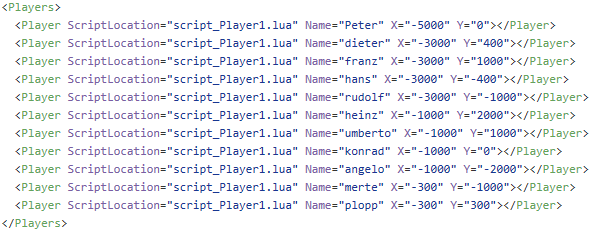 <Players>
<Player ScriptLocation="script_Player1.lua" Name="Peter" X="-5000" Y="0"></Player>
<Player ScriptLocation="script_Player1.lua" Name="dieter" X="-3000" Y="400"></Player>
<Player ScriptLocation="script_Player1.lua" Name="franz" X="-3000" Y="1000"></Player>
<Player ScriptLocation="script_Player1.lua" Name="hans" X="-3000" Y="-400"></Player>
<Player ScriptLocation="script_Player1.lua" Name="rudolf" X="-3000" Y="-1000"></Player>
<Player ScriptLocation="script_Player1.lua" Name="heinz" X="-1000" Y="2000"></Player>
<Player ScriptLocation="script_Player1.lua" Name="umberto" X="-1000" Y="1000"></Player>
<Player ScriptLocation="script_Player1.lua" Name="konrad" X="-1000" Y="0"></Player>
<Player ScriptLocation="script_Player1.lua" Name="angelo" X="-1000" Y="-2000"></Player>
<Player ScriptLocation="script_Player1.lua" Name="merte" X="-300" Y="-1000"></Player>
<Player ScriptLocation="script_Player1.lua" Name="plopp" X="-300" Y="300"></Player>
</Players>